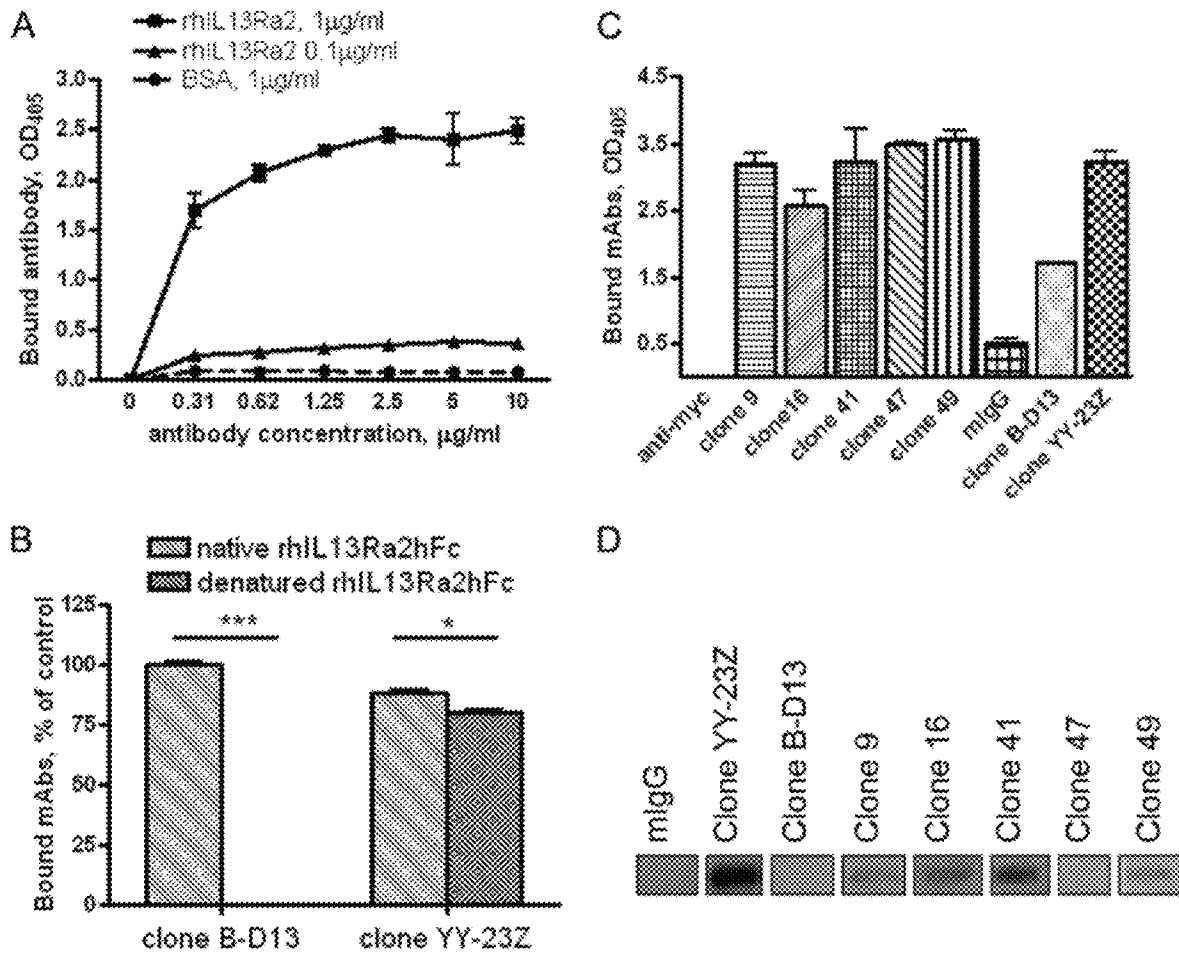 A
rhIL13Ra2, 1µg/ml
rhIL13Ra2 0.1µg/ml
BSA, 1µg/ml
Bound antibody, OD405
3.0
2.5
2.0
1.5
1.0
0.5
0.0
0 0.31 0.62 1.25 2.5 5 10
antibody concentration, µg/ml
C
Bound mAbs, OD405
4.5
3.5
2.5
1.5
0.5
anti-myc
clone 9
clone16
clone 41
clone 47
clone 49
mIgG
clone B-D13
clone YY-23Z
B
native rhIL13Ra2hFc
denatured rhIL13Ra2hFc
Bound mAbs, % of control
125
100
75
50
25
0
***
*
clone B-D13 clone YY-23Z
D
mIgG
Clone YY-23Z
Clone B-D13
Clone 9
Clone 16
Clone 41
Clone 47
Clone 49